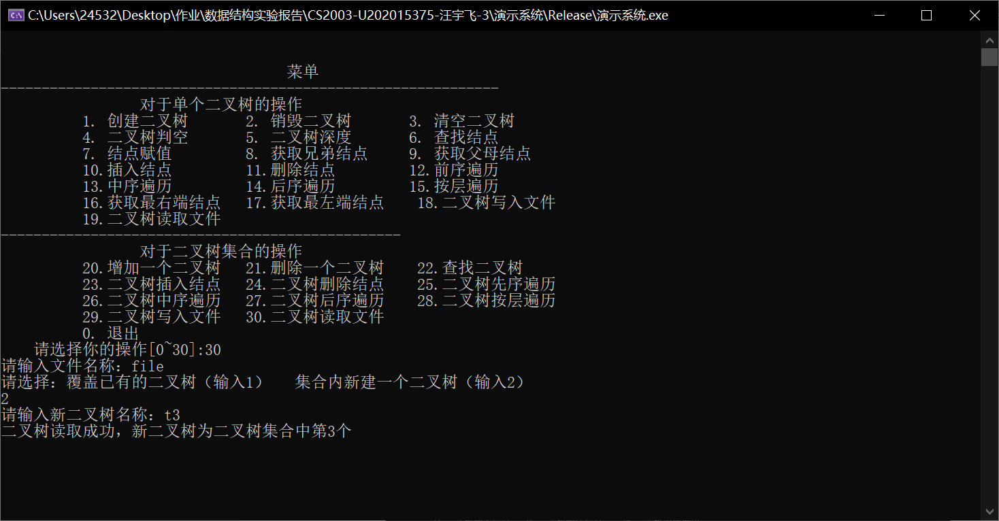 C:\Users\24532\Desktop\作业\数据结构实验报告\CS2003-U202015375-汪宇飞-3\演示系统\Release\演示系统.exe
菜单
-------------------------------------------------------------
对于单个二叉树的操作
1. 创建二叉树 2. 销毁二叉树 3. 清空二叉树
4. 二叉树判空 5. 二叉树深度 6. 查找结点
7. 结点赋值 8. 获取兄弟结点 9. 获取父母结点
10.插入结点 11.删除结点 12.前序遍历
13.中序遍历 14.后序遍历 15.按层遍历
16.获取最右端结点 17.获取最左端结点 18.二叉树写入文件
19.二叉树读取文件
-------------------------------------------------
对于二叉树集合的操作
20.增加一个二叉树 21.删除一个二叉树 22.查找二叉树
23.二叉树插入结点 24.二叉树删除结点 25.二叉树先序遍历
26.二叉树中序遍历 27.二叉树后序遍历 28.二叉树按层遍历
29.二叉树写入文件 30.二叉树读取文件
0. 退出
请选择你的操作[0~30]:30
请输入文件名称：file
请选择：覆盖已有的二叉树（输入1） 集合内新建一个二叉树（输入2）
2
请输入新二叉树名称：t3
二叉树读取成功，新二叉树为二叉树集合中第3个